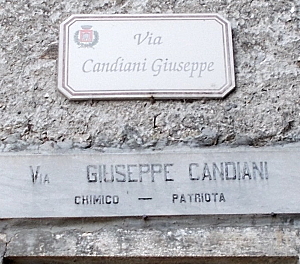 Via
Candiani Giuseppe
VIA GIUSEPPE CANDIANI
CHIMICO — PATRIOTA